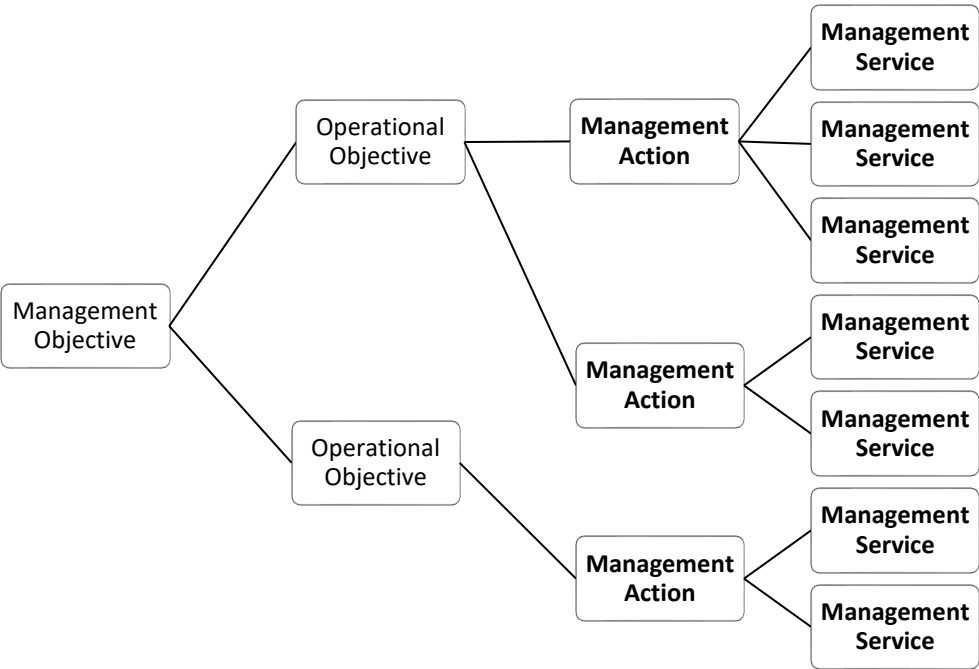 Management
Objective
Operational
Objective
Operational
Objective
Management
Action
Management
Action
Management
Action
Management
Service
Management
Service
Management
Service
Management
Service
Management
Service
Management
Service
Management
Service